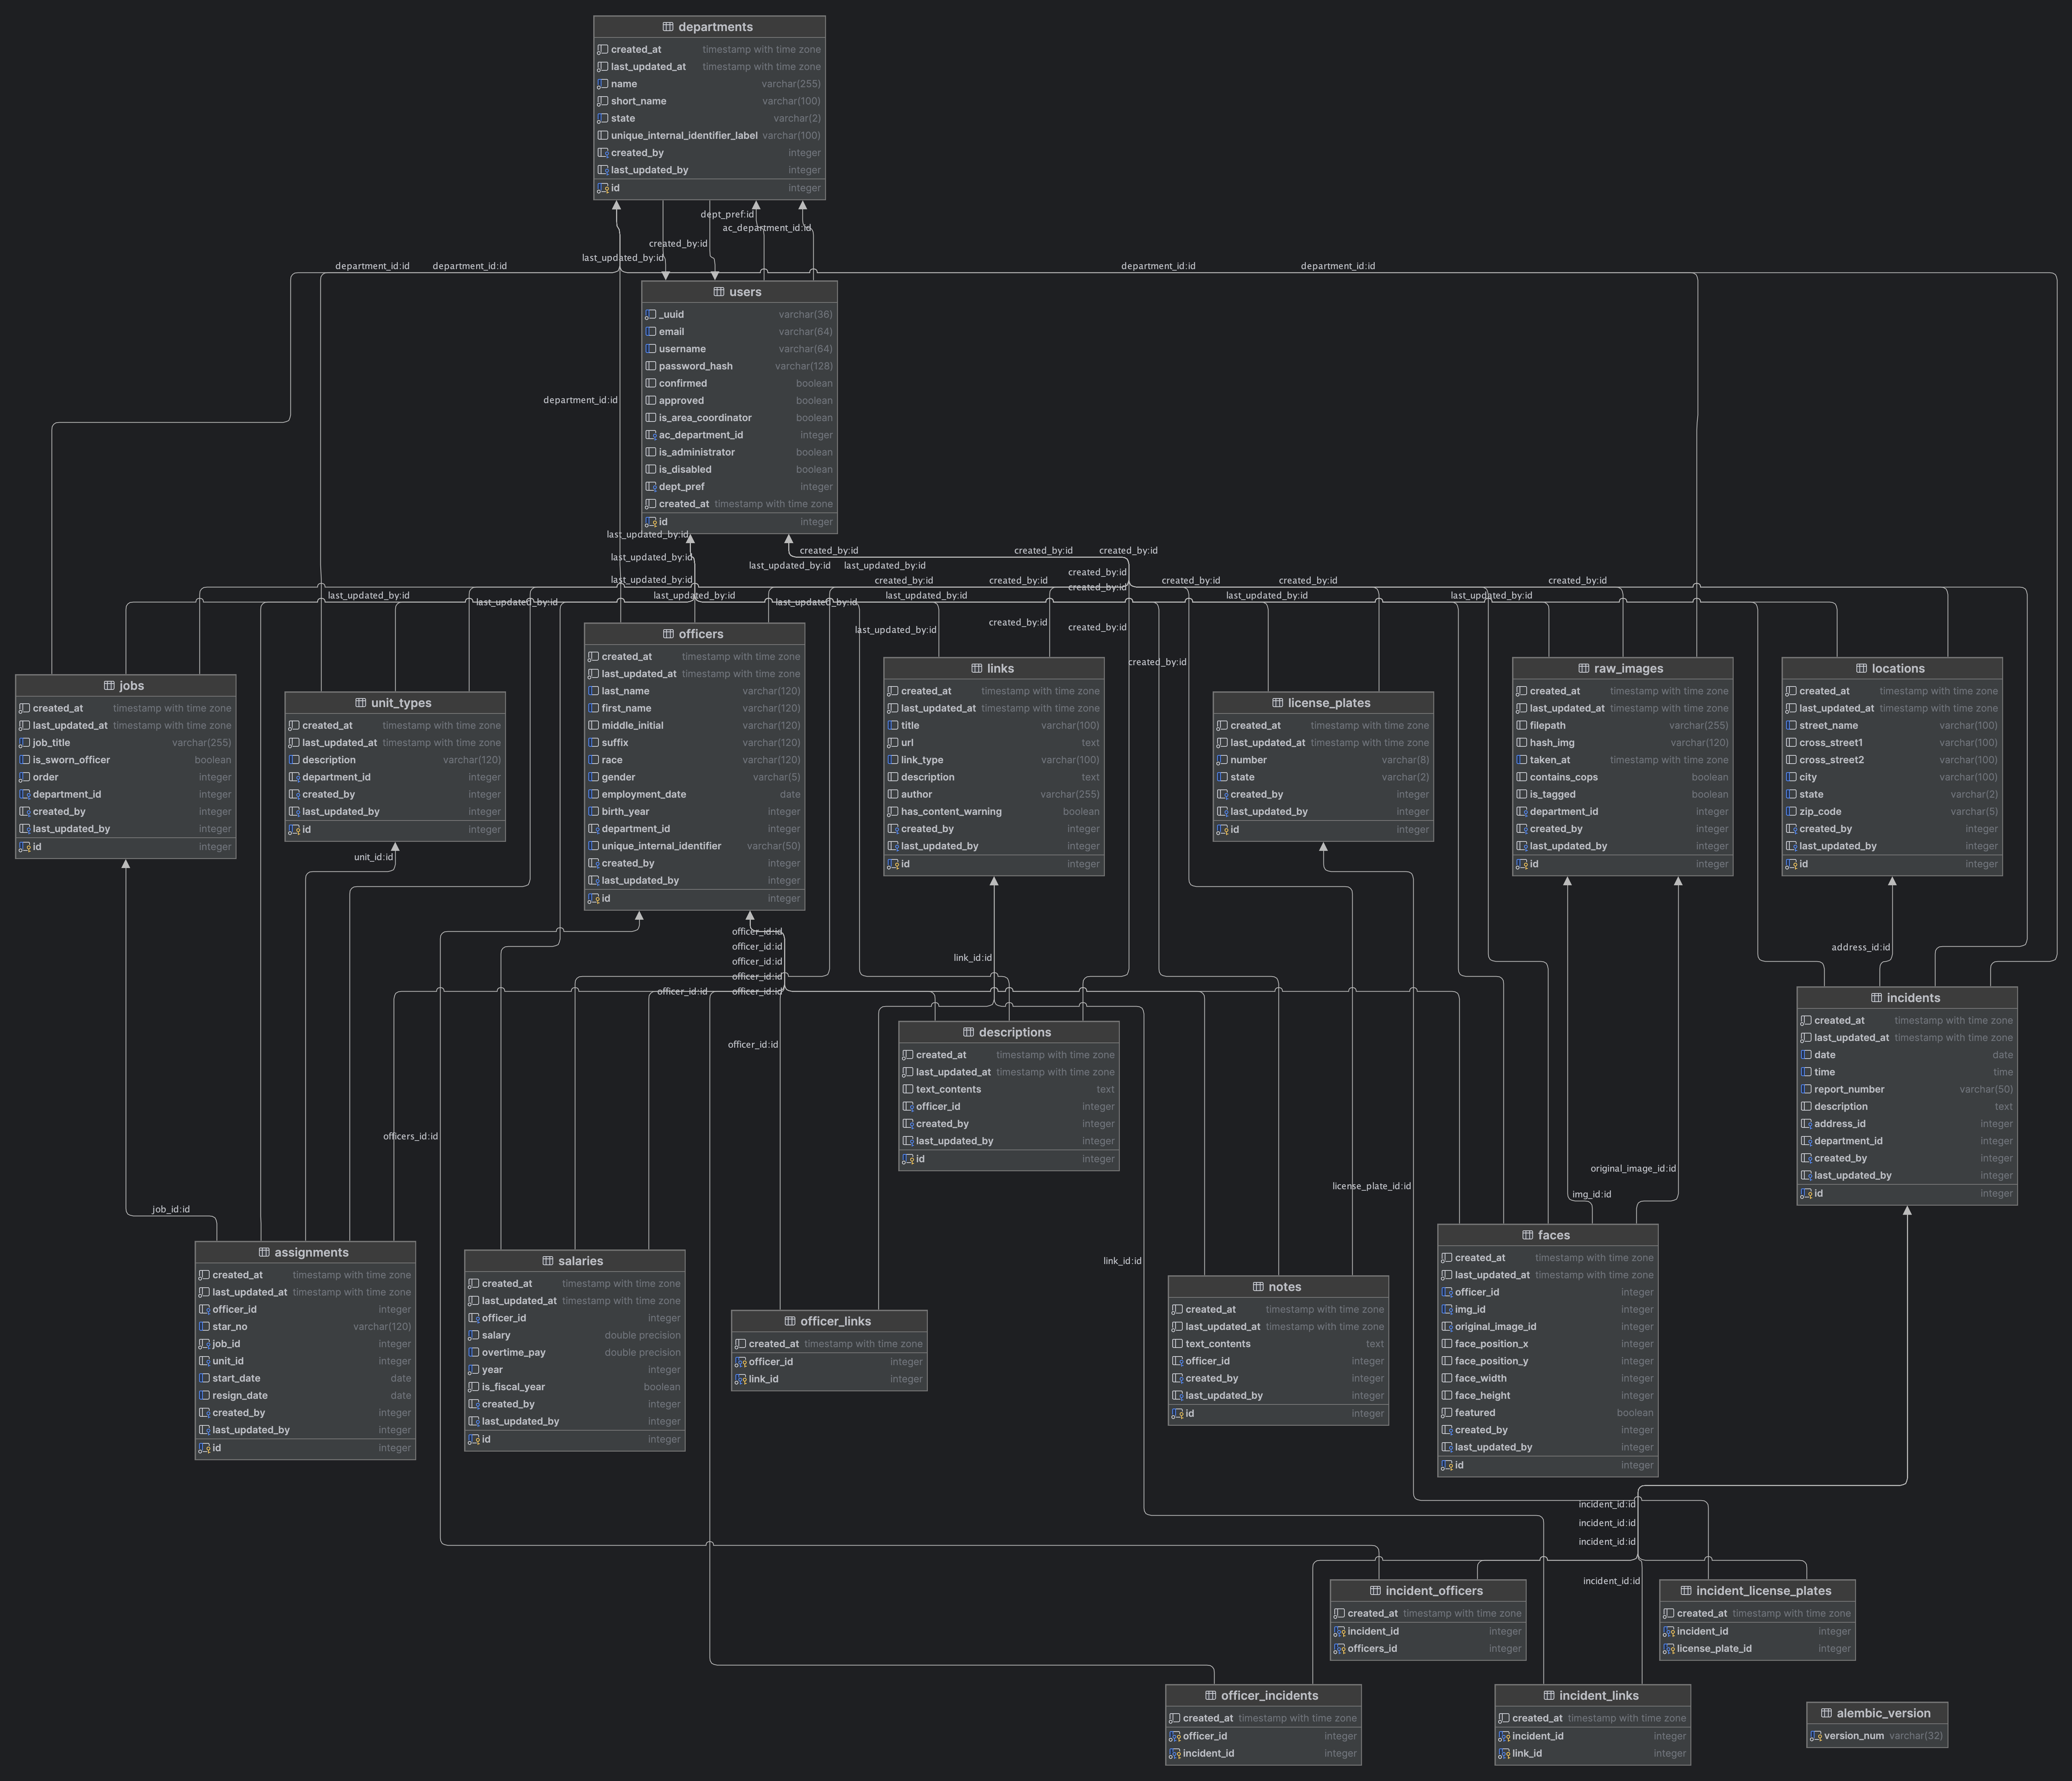 departments
created_at timestamp with time zone
last_updated_at timestamp with time zone
name varchar(255)
short_name varchar(100)
state varchar(2)
unique_internal_identifier_label varchar(100)
created_by integer
last_updated_by integer
id integer
dept_pref:id
ac_department_id:id
created_by:id
last_updated_by:id
department_id:id department_id:id department_id:id department_id:id
users
_uuid varchar(36)
email varchar(64)
username varchar(64)
password_hash varchar(128)
confirmed boolean
approved boolean
is_area_coordinator boolean
ac_department_id integer
is_administrator boolean
is_disabled boolean
dept_pref integer
created_at timestamp with time zone
id integer
department_id:id
last_updated_by:id
created_by:id created_by:id created_by:id
last_updated_by:id
last_updated_by:id last_updated_by:id
created_by:id
last_updated_by:id created_by:id created_by:id created_by:id created_by:id created_by:id
created_by:id
last_updated_by:id last_updated_by:id last_updated_by:id last_updated_by:id last_updated_by:id last_updated_by:id last_updated_by:id
created_by:id
last_updated_by:id created_by:id
created_by:id
jobs
created_at timestamp with time zone
last_updated_at timestamp with time zone
job_title varchar(255)
is_sworn_officer boolean
order integer
department_id integer
created_by integer
last_updated_by integer
id integer
unit_types
created_at timestamp with time zone
last_updated_at timestamp with time zone
description varchar(120)
department_id integer
created_by integer
last_updated_by integer
id integer
officers
created_at timestamp with time zone
last_updated_at timestamp with time zone
last_name varchar(120)
first_name varchar(120)
middle_initial varchar(120)
suffix varchar(120)
race varchar(120)
gender varchar(5)
employment_date date
birth_year integer
department_id integer
unique_internal_identifier varchar(50)
created_by integer
last_updated_by integer
id integer
links
created_at timestamp with time zone
last_updated_at timestamp with time zone
title varchar(100)
url text
link_type varchar(100)
description text
author varchar(255)
has_content_warning boolean
created_by integer
last_updated_by integer
id integer
license_plates
created_at timestamp with time zone
last_updated_at timestamp with time zone
number varchar(8)
state varchar(2)
created_by integer
last_updated_by integer
id integer
raw_images
created_at timestamp with time zone
last_updated_at timestamp with time zone
filepath varchar(255)
hash_img varchar(120)
taken_at timestamp with time zone
contains_cops boolean
is_tagged boolean
department_id integer
created_by integer
last_updated_by integer
id integer
locations
created_at timestamp with time zone
last_updated_at timestamp with time zone
street_name varchar(100)
cross_street1 varchar(100)
cross_street2 varchar(100)
city varchar(100)
state varchar(2)
zip_code varchar(5)
created_by integer
last_updated_by integer
id integer
unit_id:id
officer_id:id
officer_id:id
officer_id:id
officer_id:id
officer_id:id officer_id:id
officer_id:id
link_id:id
address_id:id
officers_id:id
original_image_id:id
license_plate_id:id
img_id:id
job_id:id
link_id:id
descriptions
created_at timestamp with time zone
last_updated_at timestamp with time zone
text_contents text
officer_id integer
created_by integer
last_updated_by integer
id integer
incidents
created_at timestamp with time zone
last_updated_at timestamp with time zone
date date
time time
report_number varchar(50)
description text
address_id integer
department_id integer
created_by integer
last_updated_by integer
id integer
assignments
created_at timestamp with time zone
last_updated_at timestamp with time zone
officer_id integer
star_no varchar(120)
job_id integer
unit_id integer
start_date date
resign_date date
created_by integer
last_updated_by integer
id integer
salaries
created_at timestamp with time zone
last_updated_at timestamp with time zone
officer_id integer
salary double precision
overtime_pay double precision
year integer
is_fiscal_year boolean
created_by integer
last_updated_by integer
id integer
officer_links
created_at timestamp with time zone
officer_id integer
link_id integer
notes
created_at timestamp with time zone
last_updated_at timestamp with time zone
text_contents text
officer_id integer
created_by integer
last_updated_by integer
id integer
faces
created_at timestamp with time zone
last_updated_at timestamp with time zone
officer_id integer
img_id integer
original_image_id integer
face_position_x integer
face_position_y integer
face_width integer
face_height integer
featured boolean
created_by integer
last_updated_by integer
id integer
incident_id:id
incident_id:id
incident_id:id
incident_id:id
incident_officers
created_at timestamp with time zone
incident_id integer
officers_id integer
incident_license_plates
created_at timestamp with time zone
incident_id integer
license_plate_id integer
officer_incidents
created_at timestamp with time zone
officer_id integer
incident_id integer
incident_links
created_at timestamp with time zone
incident_id integer
link_id integer
alembic_version
version_num varchar(32)